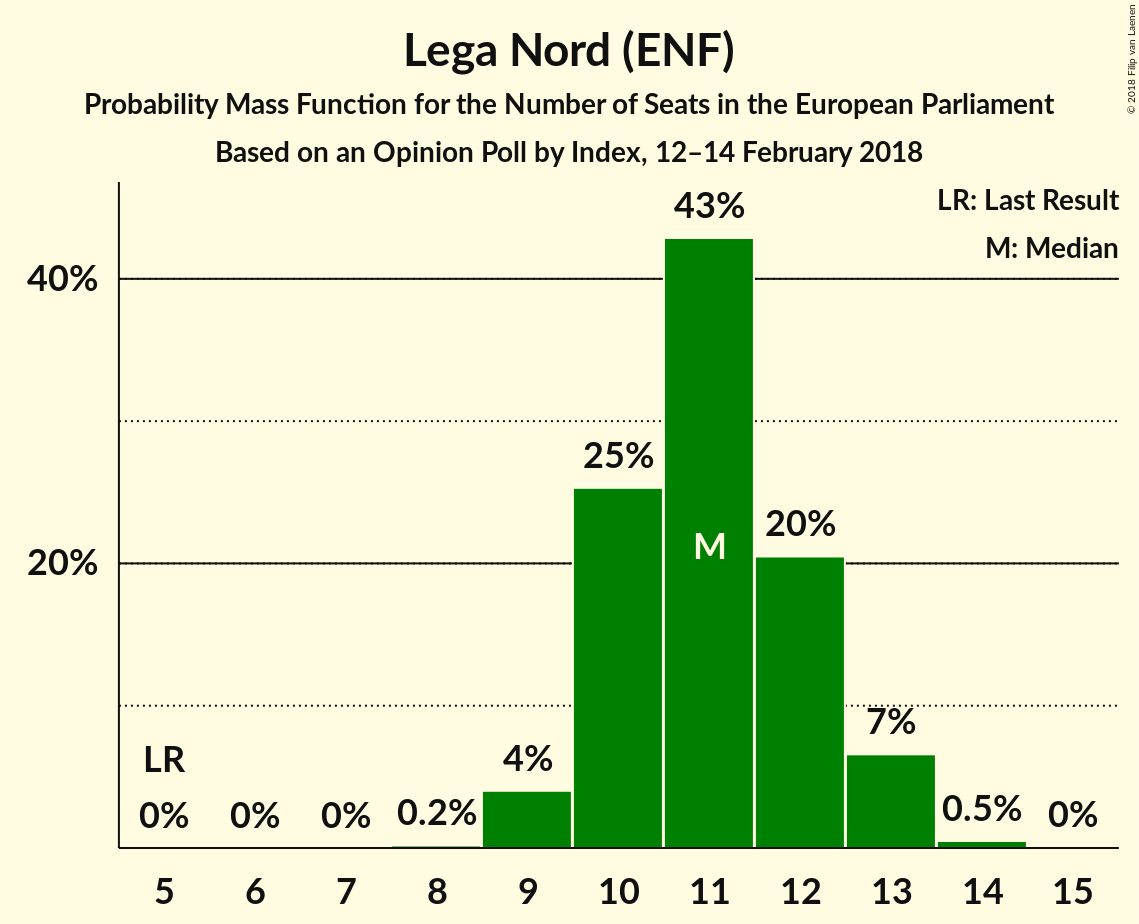 Lega Nord (ENF)
Probability Mass Function for the Number of Seats in the European Parliament
Based on an Opinion Poll by Index, 12–14 February 2018
© 2018 Filip van Laenen
LR: Last Result
M: Median
43%
40%
25%
20%
M
20%
7%
LR
4%
0%
0%
0%
0.2%
0.5%
0%
5 6 7 8 9 10 11 12 13 14 15